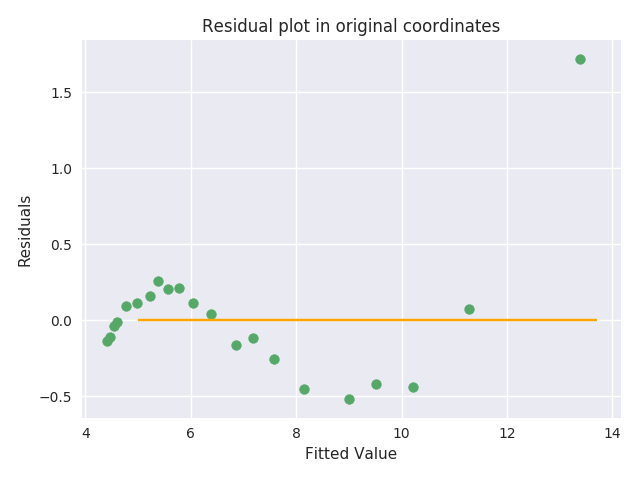 Residual plot in original coordinates
1.5
1.0
0.5
0.0
−0.5
Residuals
4 6 8 10 12 14
Fitted Value